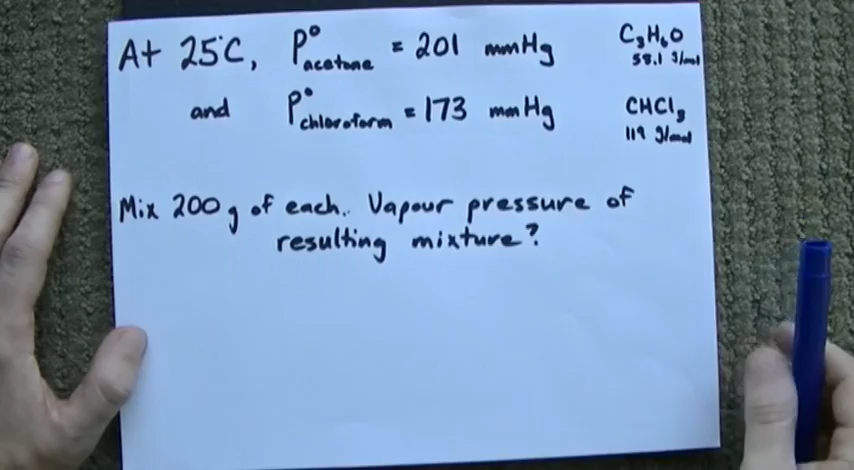 At 25°C, P°acetone = 201 mmHg
C₃H₆O
58.1 g/mol
and P°chloroform = 173 mmHg
CHCl₃
119 g/mol
Mix 200 g of each. Vapour pressure of
resulting mixture?